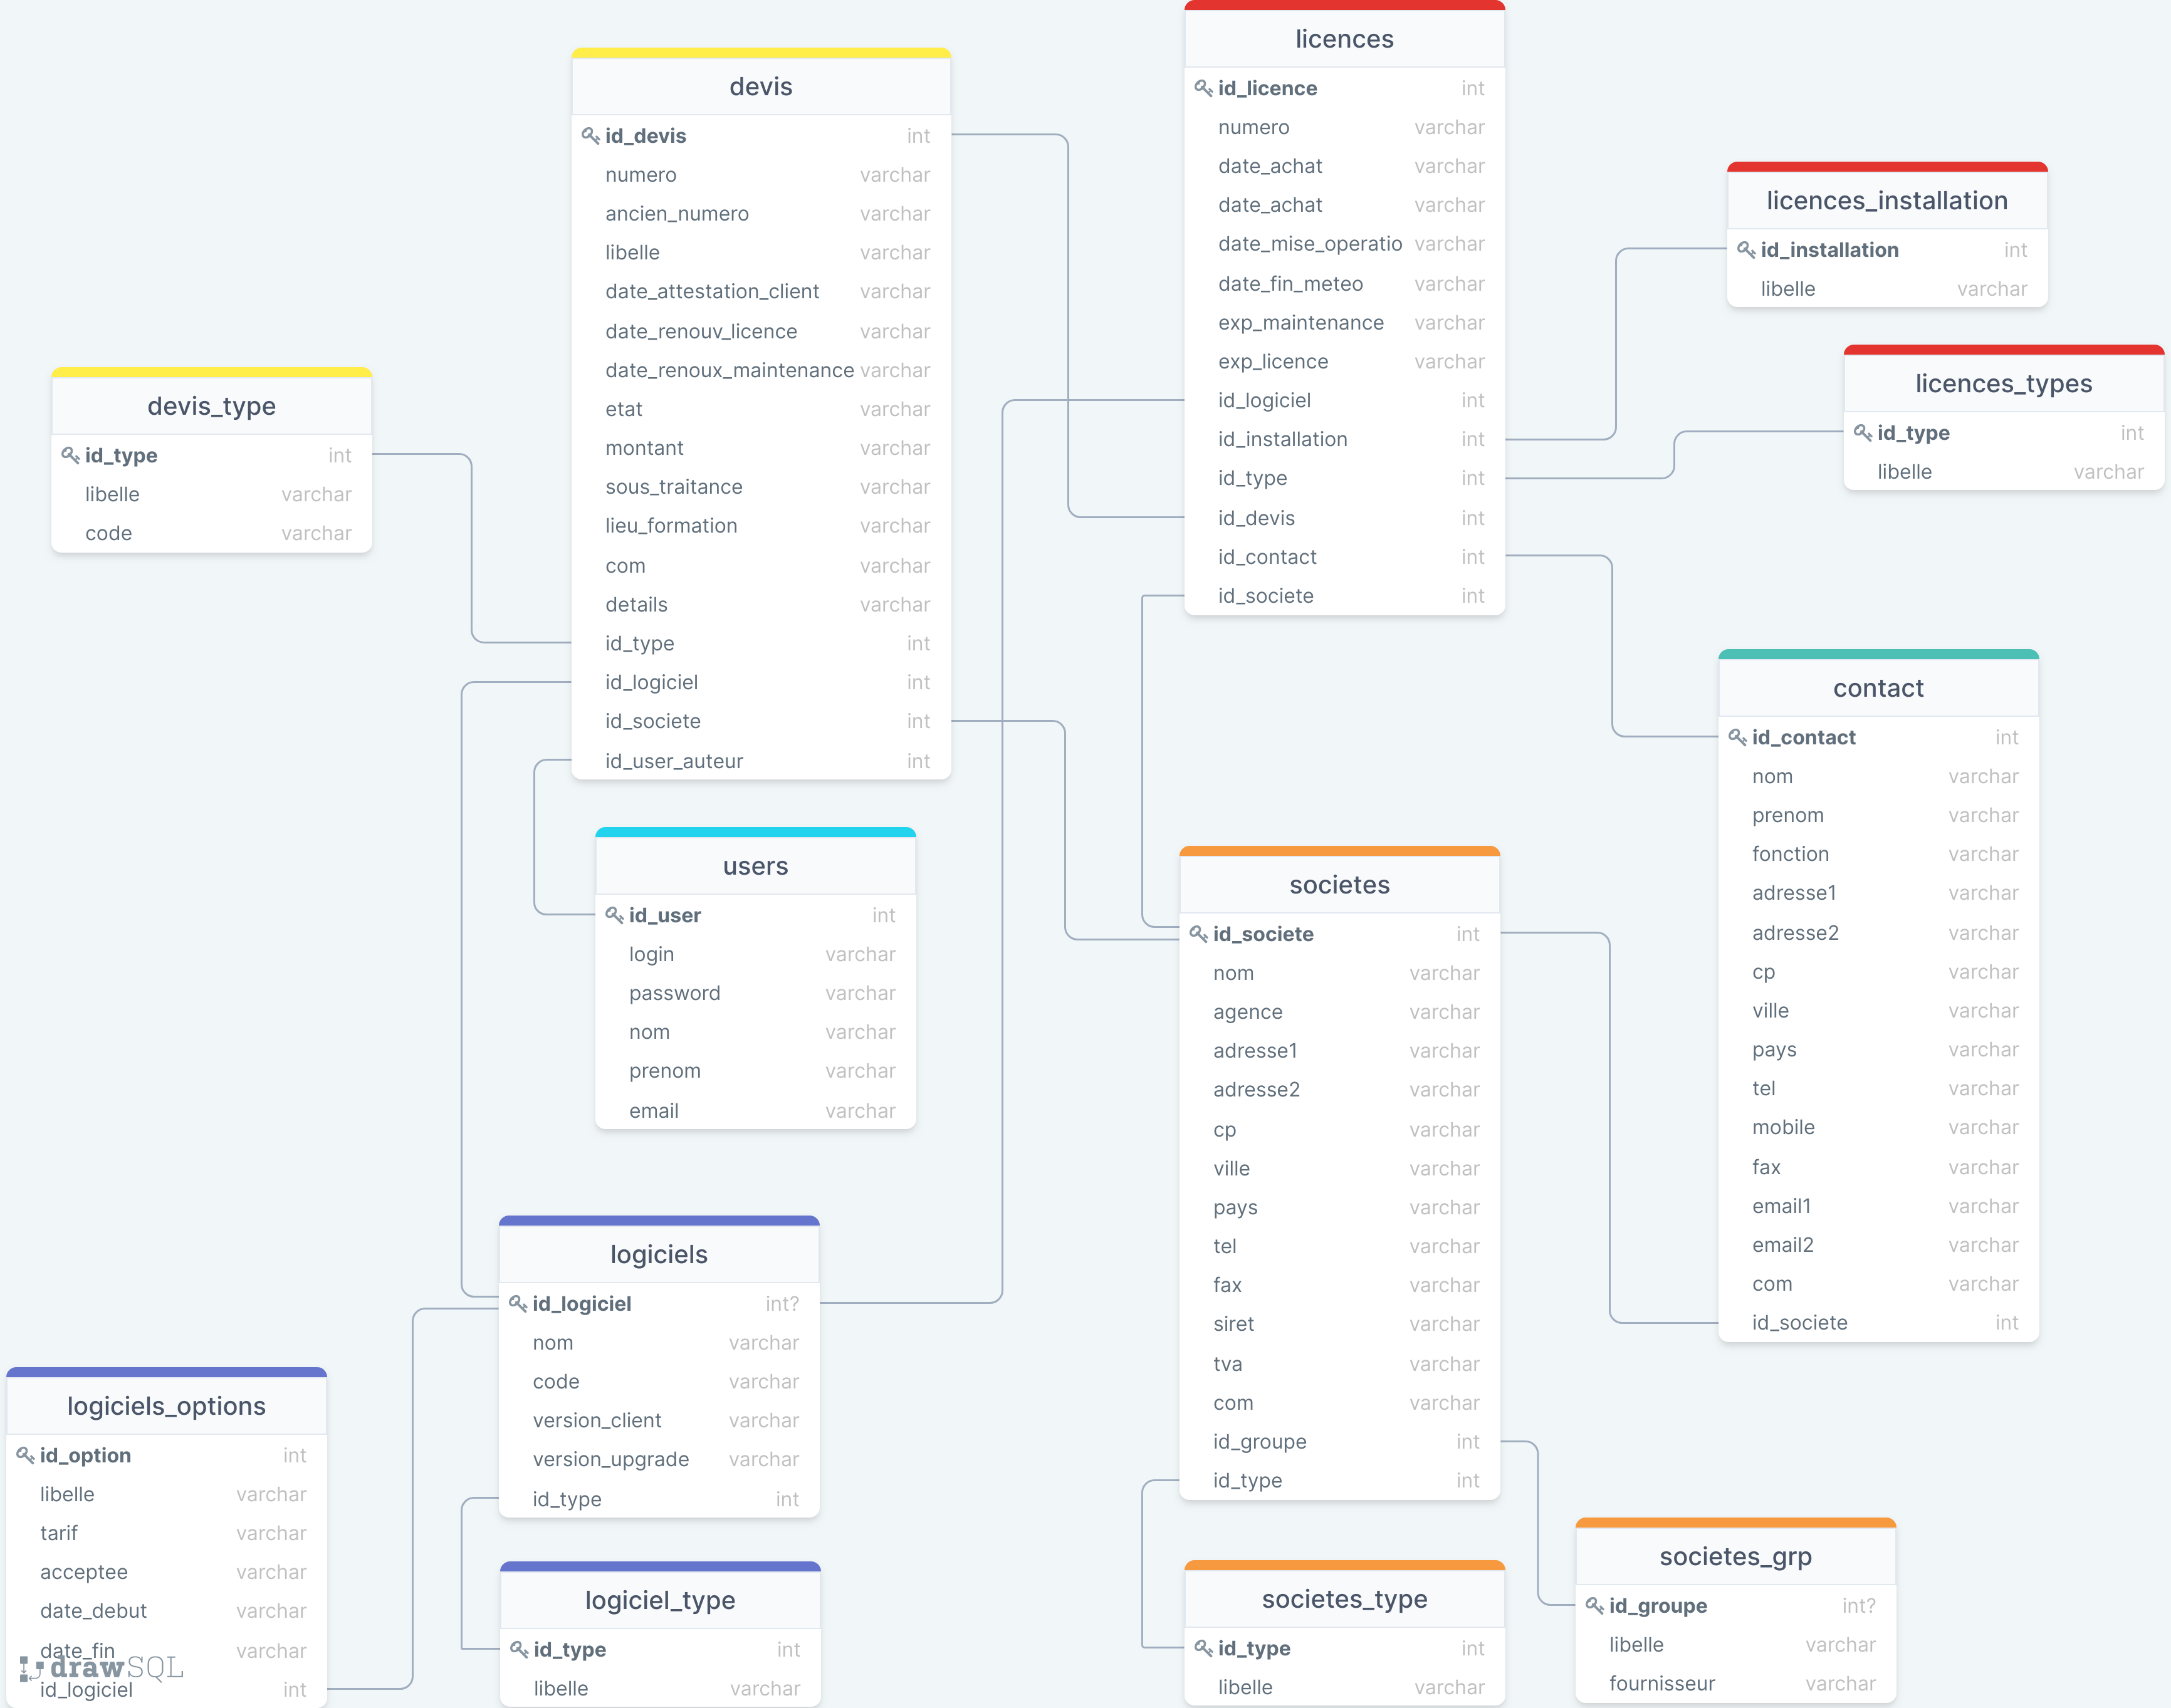 licences
id_licence int
numero varchar
date_achat varchar
date_achat varchar
date_mise_operatio varchar
date_fin_meteo varchar
exp_maintenance varchar
exp_licence varchar
id_logiciel int
id_installation int
id_type int
id_devis int
id_contact int
id_societe int
devis
id_devis int
numero varchar
ancien_numero varchar
libelle varchar
date_attestation_client varchar
date_renouv_licence varchar
date_renoux_maintenance varchar
etat varchar
montant varchar
sous_traitance varchar
lieu_formation varchar
com varchar
details varchar
id_type int
id_logiciel int
id_societe int
id_user_auteur int
licences_installation
id_installation int
libelle varchar
licences_types
id_type int
libelle varchar
devis_type
id_type int
libelle varchar
code varchar
contact
id_contact int
nom varchar
prenom varchar
fonction varchar
adresse1 varchar
adresse2 varchar
cp varchar
ville varchar
pays varchar
tel varchar
mobile varchar
fax varchar
email1 varchar
email2 varchar
com varchar
id_societe int
users
id_user int
login varchar
password varchar
nom varchar
prenom varchar
email varchar
societes
id_societe int
nom varchar
agence varchar
adresse1 varchar
adresse2 varchar
cp varchar
ville varchar
pays varchar
tel varchar
fax varchar
siret varchar
tva varchar
com varchar
id_groupe int
id_type int
logiciels
id_logiciel int?
nom varchar
code varchar
version_client varchar
version_upgrade varchar
id_type int
logiciels_options
id_option int
libelle varchar
tarif varchar
acceptee varchar
date_debut varchar
date_fin varchar
id_logiciel int
drawSQL
logiciel_type
id_type int
libelle varchar
societes_type
id_type int
libelle varchar
societes_grp
id_groupe int?
libelle varchar
fournisseur varchar